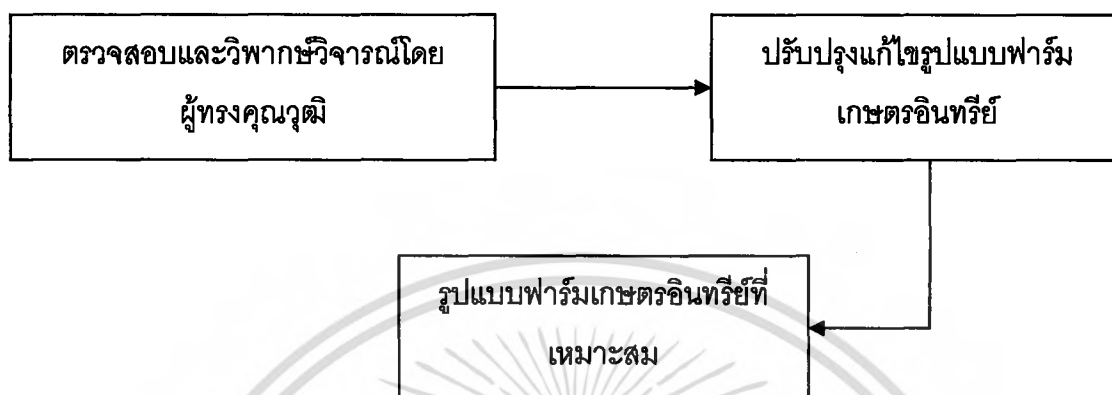 ตรวจสอบและวิพากษ์วิจารณ์โดย
ผู้ทรงคุณวุฒิ
ปรับปรุงแก้ไขรูปแบบฟาร์ม
เกษตรอินทรีย์
รูปแบบฟาร์มเกษตรอินทรีย์ที่
เหมาะสม